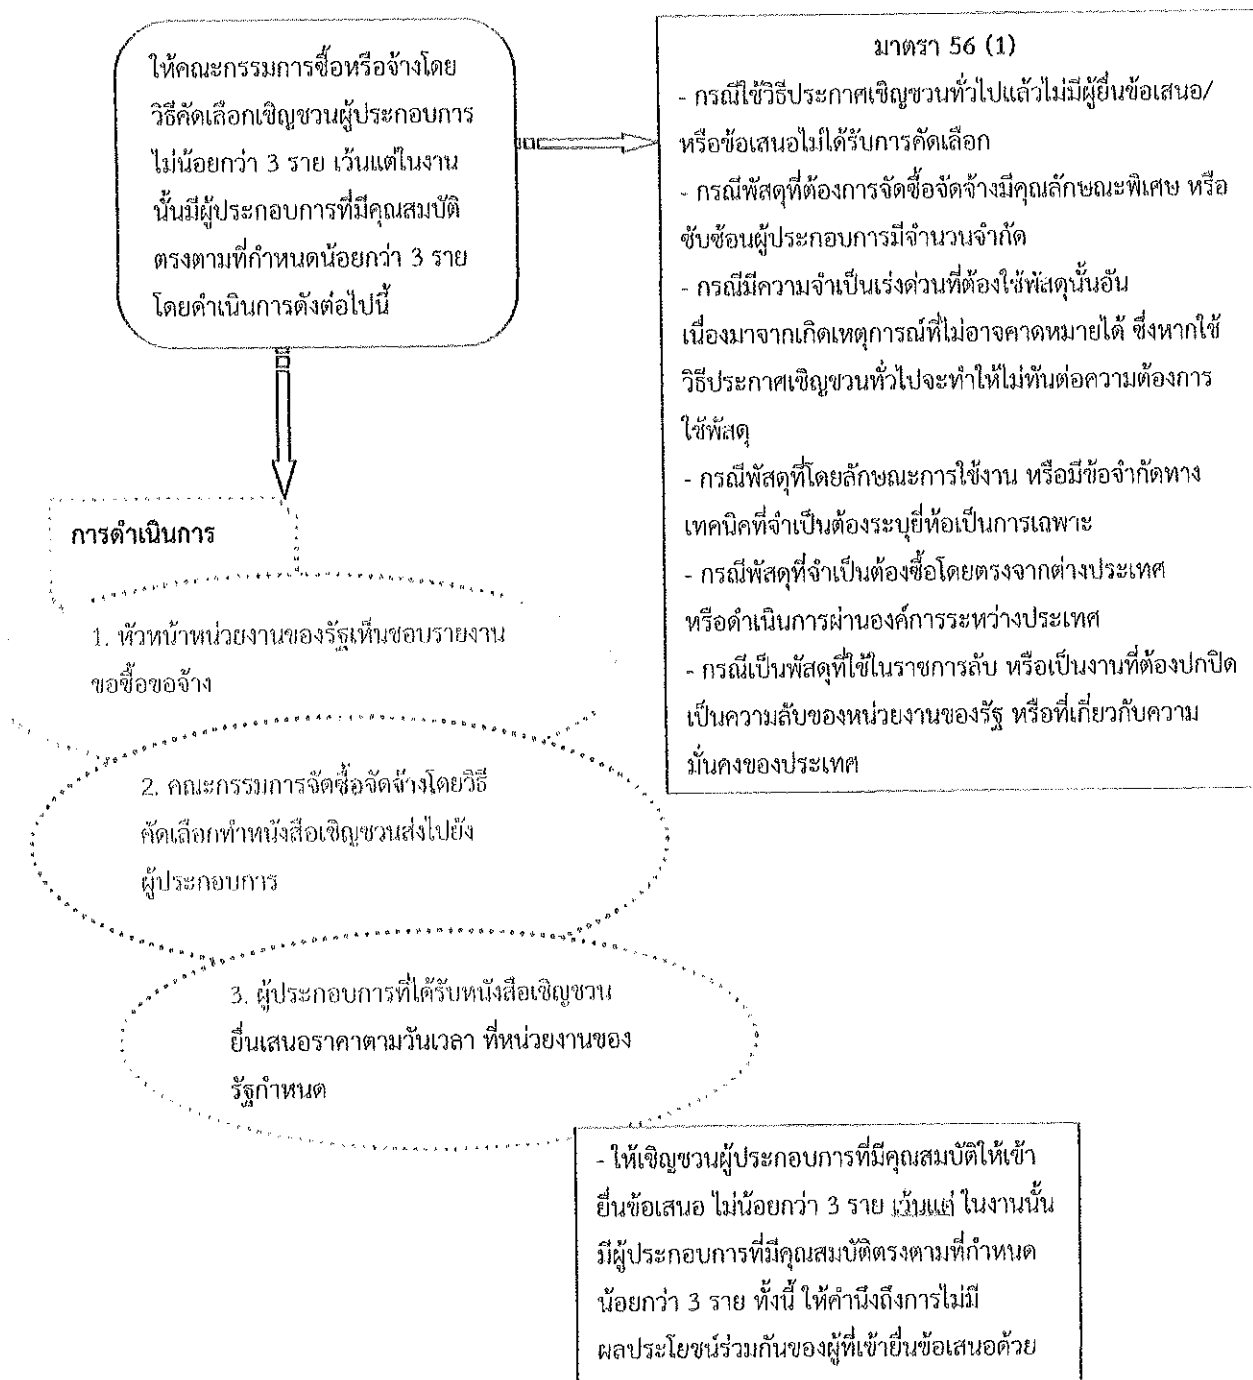 ให้คณะกรรมการซื้อหรือจ้างโดย
วิธีคัดเลือกเชิญชวนผู้ประกอบการ
ไม่น้อยกว่า 3 ราย เว้นแต่ในงาน
นั้นมีผู้ประกอบการที่มีคุณสมบัติ
ตรงตามที่กำหนดน้อยกว่า 3 ราย
โดยดำเนินการดังต่อไปนี้
มาตรา 56 (1)
- กรณีใช้วิธีประกาศเชิญชวนทั่วไปแล้วไม่มีผู้ยื่นข้อเสนอ/
หรือข้อเสนอไม่ได้รับการคัดเลือก
- กรณีพัสดุที่ต้องการจัดซื้อจัดจ้างมีคุณลักษณะพิเศษ หรือ
ซับซ้อนผู้ประกอบการมีจำนวนจำกัด
- กรณีมีความจำเป็นเร่งด่วนที่ต้องใช้พัสดุนั้นอัน
เนื่องมาจากเกิดเหตุการณ์ที่ไม่อาจคาดหมายได้ ซึ่งหากใช้
วิธีประกาศเชิญชวนทั่วไปจะทำให้ไม่ทันต่อความต้องการ
ใช้พัสดุ
- กรณีพัสดุที่โดยลักษณะการใช้งาน หรือมีข้อจำกัดทาง
เทคนิคที่จำเป็นต้องระบุยี่ห้อเป็นการเฉพาะ
- กรณีพัสดุที่จำเป็นต้องซื้อโดยตรงจากต่างประเทศ
หรือดำเนินการผ่านองค์การระหว่างประเทศ
- กรณีเป็นพัสดุที่ใช้ในราชการลับ หรือเป็นงานที่ต้องปกปิด
เป็นความลับของหน่วยงานของรัฐ หรือที่เกี่ยวกับความ
มั่นคงของประเทศ
การดำเนินการ
1. หัวหน้าหน่วยงานของรัฐเห็นชอบรายงาน
ขอซื้อขอจ้าง
2. คณะกรรมการจัดซื้อจัดจ้างโดยวิธี
คัดเลือกทำหนังสือเชิญชวนส่งไปยัง
ผู้ประกอบการ
3. ผู้ประกอบการที่ได้รับหนังสือเชิญชวน
ยื่นเสนอราคาตามวันเวลา ที่หน่วยงานของ
รัฐกำหนด
- ให้เชิญชวนผู้ประกอบการที่มีคุณสมบัติให้เข้า
ยื่นข้อเสนอ ไม่น้อยกว่า 3 ราย เว้นแต่ ในงานนั้น
มีผู้ประกอบการที่มีคุณสมบัติตรงตามที่กำหนด
น้อยกว่า 3 ราย ทั้งนี้ ให้คำนึงถึงการไม่มี
ผลประโยชน์ร่วมกันของผู้ที่เข้ายื่นข้อเสนอด้วย